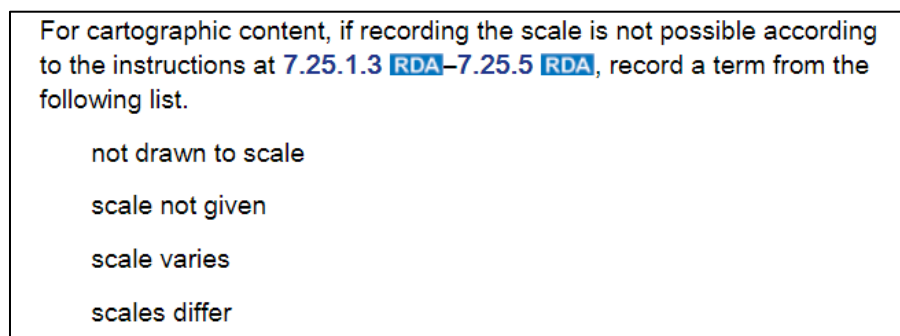 For cartographic content, if recording the scale is not possible according
to the instructions at 7.25.1.3 RDA–7.25.5 RDA, record a term from the
following list.
not drawn to scale
scale not given
scale varies
scales differ